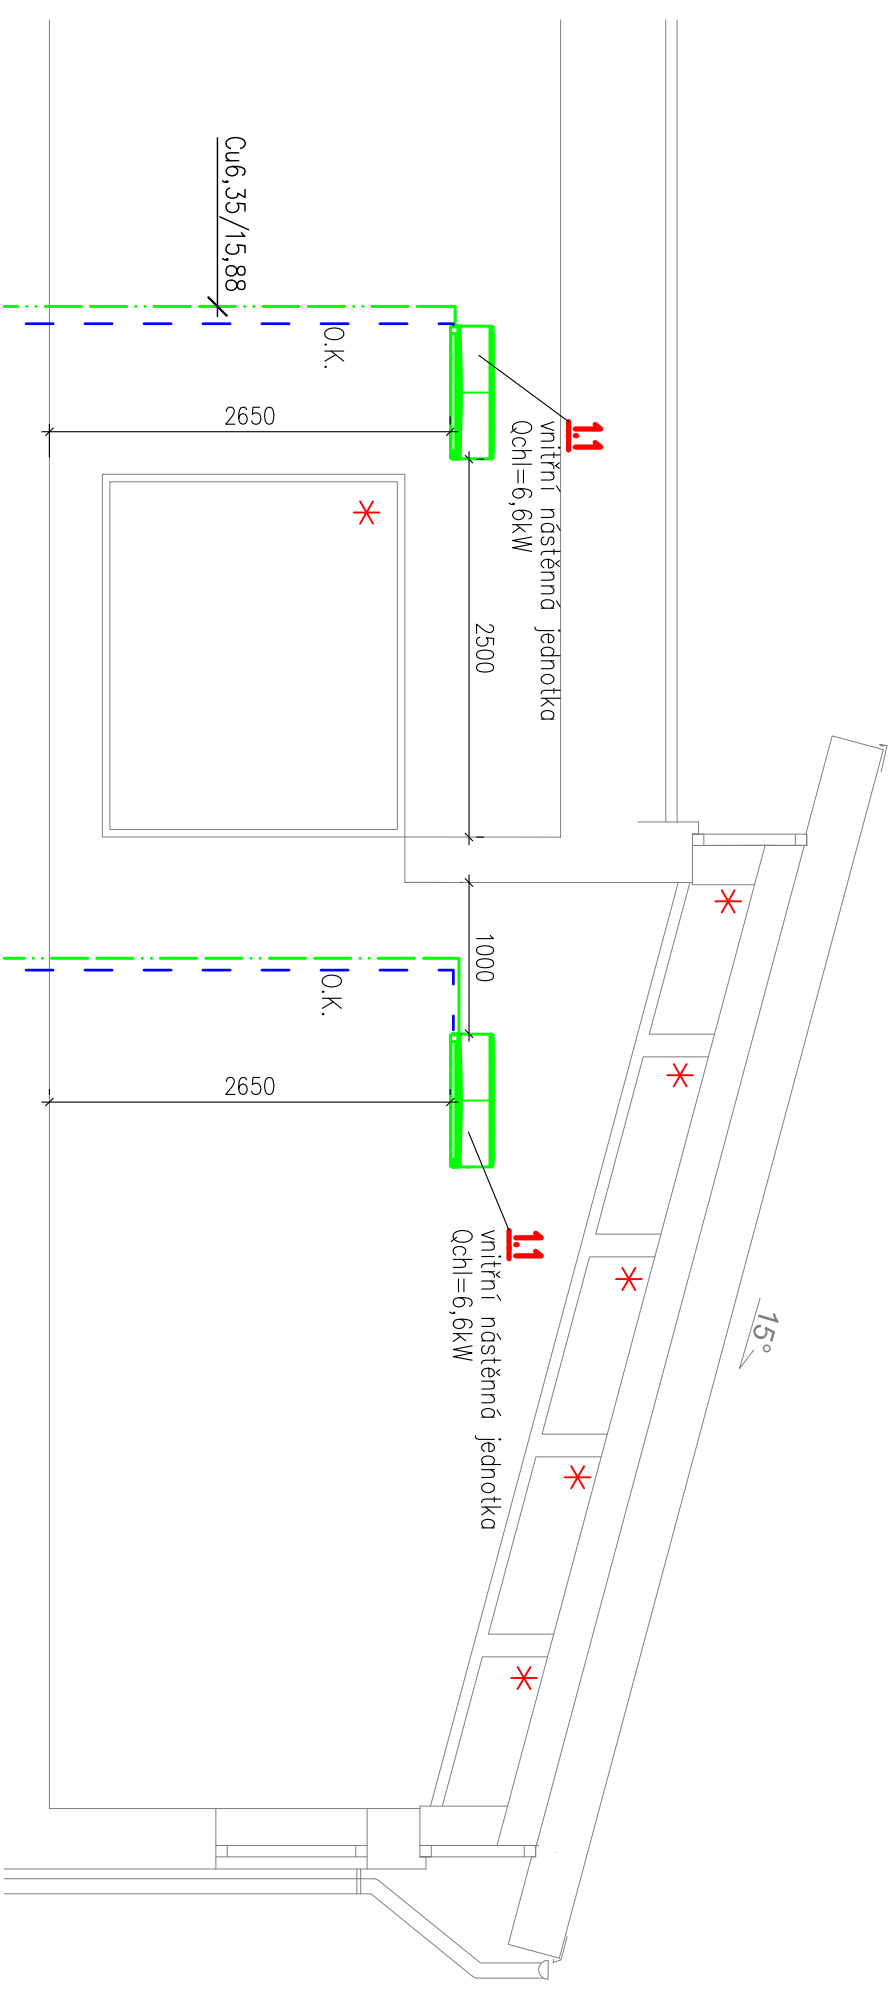 Cu6,35/15,88
O.K.
2650
1.1
vnitřní nástěnná jednotka
Qchl=6,6kW
*
2500
1000
*
O.K.
*
2650
1.1
vnitřní nástěnná jednotka
Qchl=6,6kW
*
15°
*
*